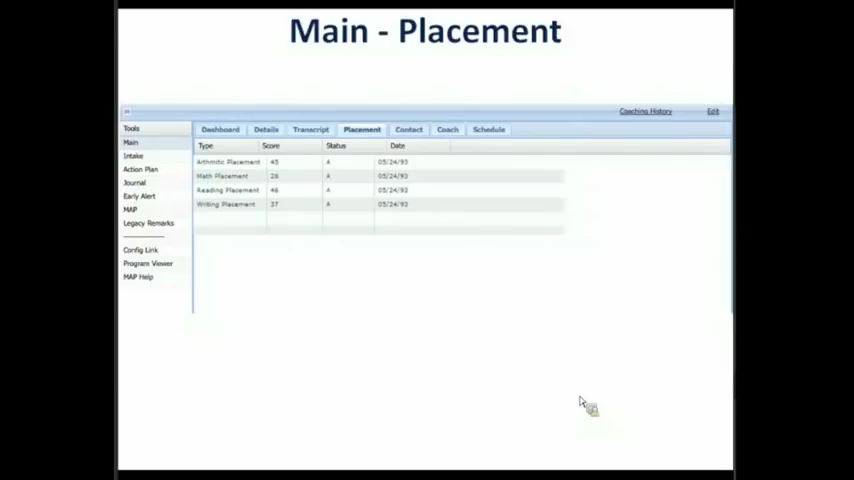 Main - Placement
Coaching History Edit
Tools
Main
Intake
Action Plan
Journal
Early Alert
MAP
Legacy Remarks
Config Link
Program Viewer
MAP Help
Dashboard Details Transcript Placement Contact Coach Schedule
Type Score Status Date
Arthmitic Placement 45 A 05/24/93
Math Placement 28 A 05/24/93
Reading Placement 46 A 05/24/93
Writing Placement 37 A 05/24/93